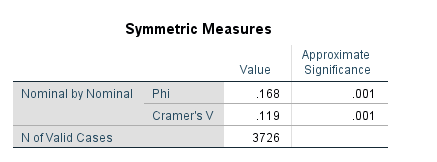 Symmetric Measures
Approximate
Value Significance
Nominal by Nominal Phi .168 .001
Cramer's V .119 .001
N of Valid Cases 3726